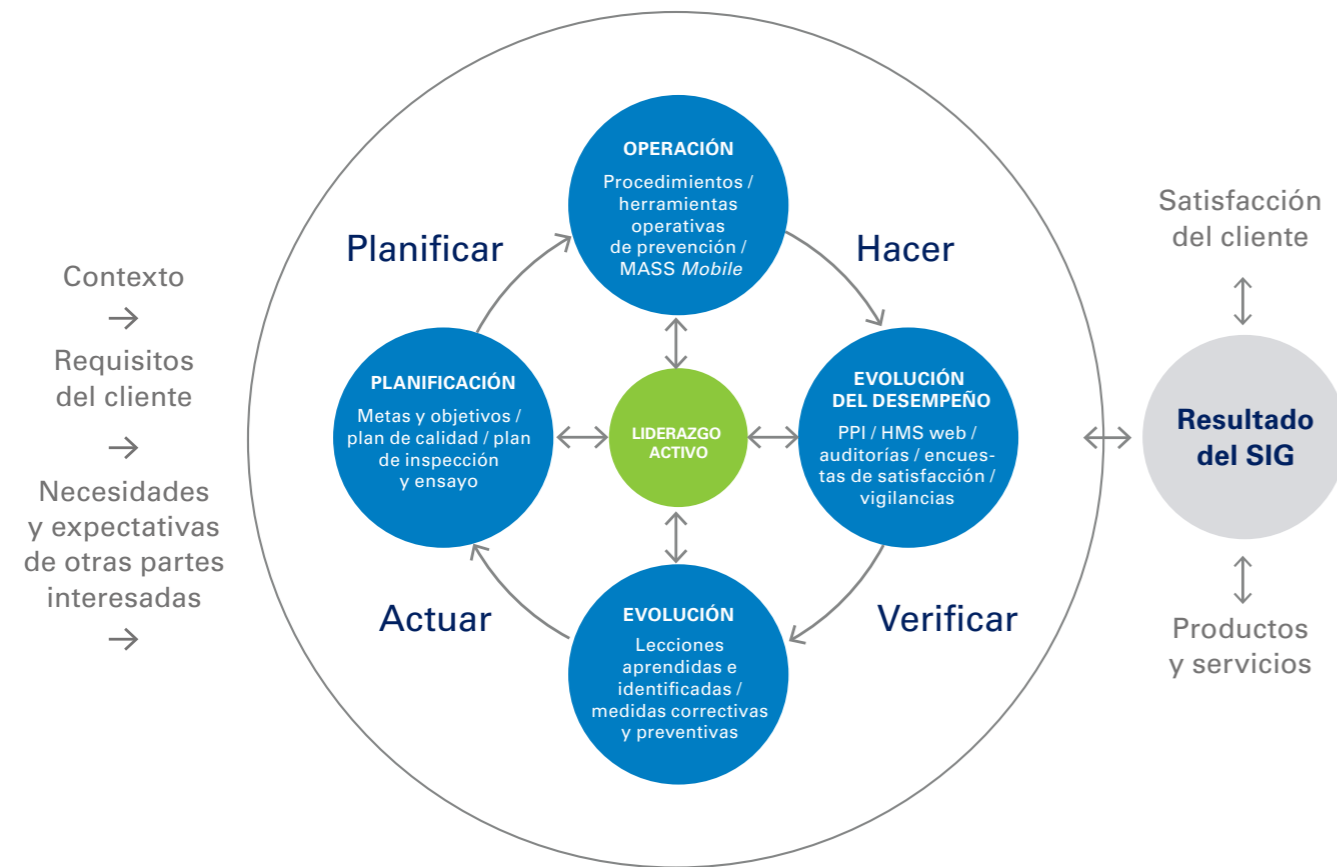 Contexto
→
Requisitos
del cliente
→
Necesidades
y expectativas
de otras partes
interesadas
→
Planificar
Hacer
Verificar
Actuar
OPERACIÓN
Procedimientos /
herramientas
operativas
de prevención /
MASS Mobile
PLANIFICACIÓN
Metas y objetivos /
plan de calidad / plan
de inspección
y ensayo
LIDERAZGO
ACTIVO
EVOLUCIÓN
DEL DESEMPEÑO
PPI / HMS web /
auditorías / encues-
tas de satisfacción /
vigilancias
EVOLUCIÓN
Lecciones
aprendidas e
identificadas /
medidas correctivas
y preventivas
Satisfacción
del cliente
Resultado
del SIG
Productos
y servicios